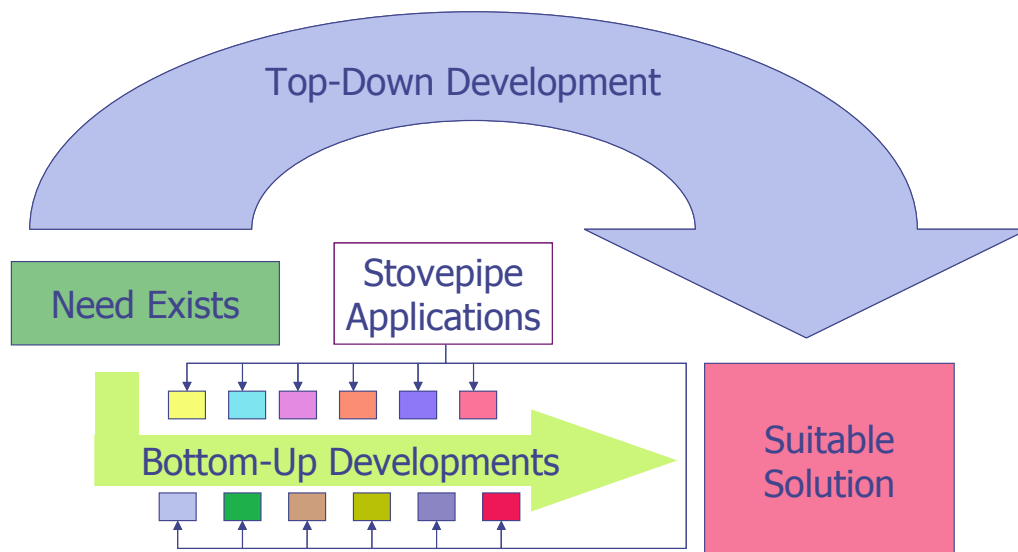 Top-Down Development
Need Exists
Stovepipe
Applications
Bottom-Up Developments
Suitable
Solution